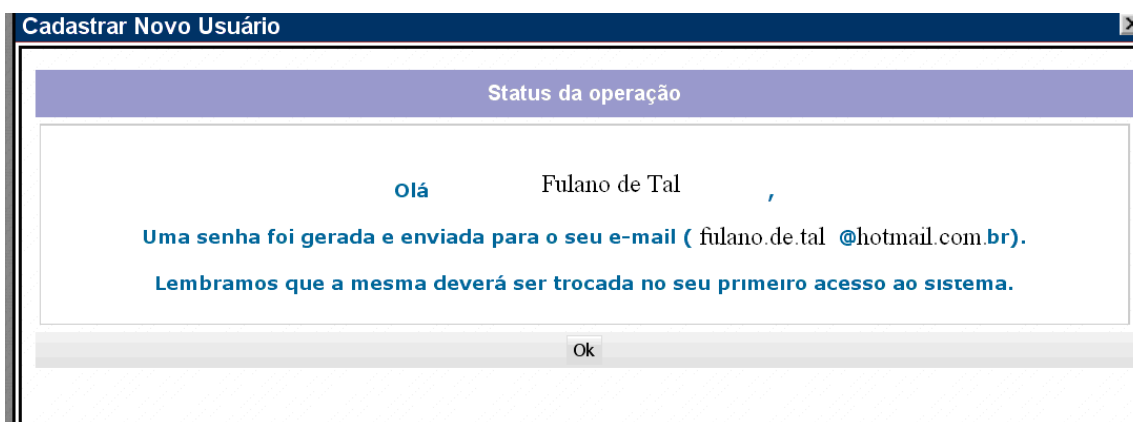 Cadastrar Novo Usuário
Status da operação
Olá Fulano de Tal ,
Uma senha foi gerada e enviada para o seu e-mail ( fulano.de.tal @hotmail.com.br).
Lembramos que a mesma deverá ser trocada no seu primeiro acesso ao sistema.
Ok